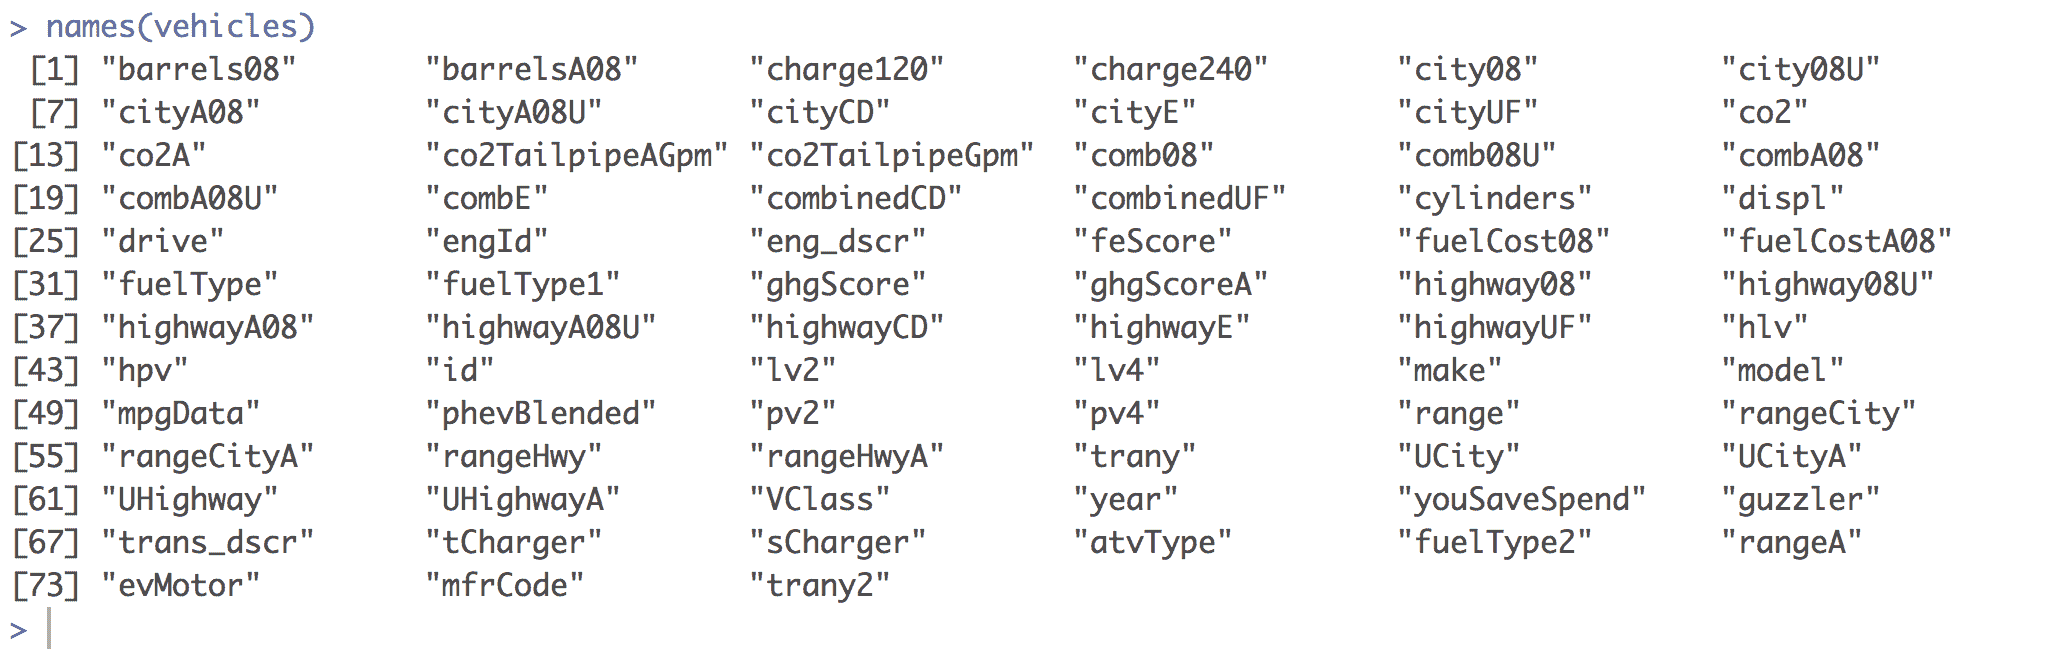 > names(vehicles)
[1] "barrels08" "barrelsA08" "charge120" "charge240" "city08" "city08U"
[7] "cityA08" "cityA08U" "cityCD" "cityE" "cityUF" "co2"
[13] "co2A" "co2TailpipeAGpm" "co2TailpipeGpm" "comb08" "comb08U" "combA08"
[19] "combA08U" "combE" "combinedCD" "combinedUF" "cylinders" "displ"
[25] "drive" "engId" "eng_dscr" "feScore" "fuelCost08" "fuelCostA08"
[31] "fuelType" "fuelType1" "ghgScore" "ghgScoreA" "highway08" "highway08U"
[37] "highwayA08" "highwayA08U" "highwayCD" "highwayE" "highwayUF" "hlv"
[43] "hpv" "id" "lv2" "lv4" "make" "model"
[49] "mpgData" "phevBlended" "pv2" "pv4" "range" "rangeCity"
[55] "rangeCityA" "rangeHwy" "rangeHwyA" "trany" "UCity" "UCityA"
[61] "UHighway" "UHighwayA" "VClass" "year" "youSaveSpend" "guzzler"
[67] "trans_dscr" "tCharger" "sCharger" "atvType" "fuelType2" "rangeA"
[73] "evMotor" "mfrCode" "trany2"
>